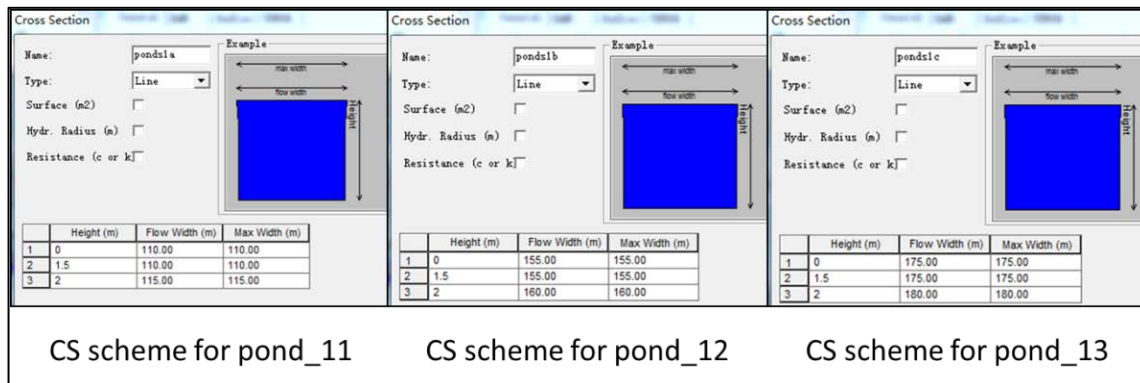 Cross Section
Name: ponds1a
Type: Line
Surface (m2)
Hydr. Radius (m)
Resistance (c or k)
Example
max width
flow width
Height
Height (m) Flow Width (m) Max Width (m)
1 0 110.00 110.00
2 1.5 110.00 110.00
3 2 115.00 115.00
CS scheme for pond_11
Cross Section
Name: ponds1b
Type: Line
Surface (m2)
Hydr. Radius (m)
Resistance (c or k)
Example
max width
flow width
Height
Height (m) Flow Width (m) Max Width (m)
1 0 155.00 155.00
2 1.5 155.00 155.00
3 2 160.00 160.00
CS scheme for pond_12
Cross Section
Name: ponds1c
Type: Line
Surface (m2)
Hydr. Radius (m)
Resistance (c or k)
Example
max width
flow width
Height
Height (m) Flow Width (m) Max Width (m)
1 0 175.00 175.00
2 1.5 175.00 175.00
3 2 180.00 180.00
CS scheme for pond_13